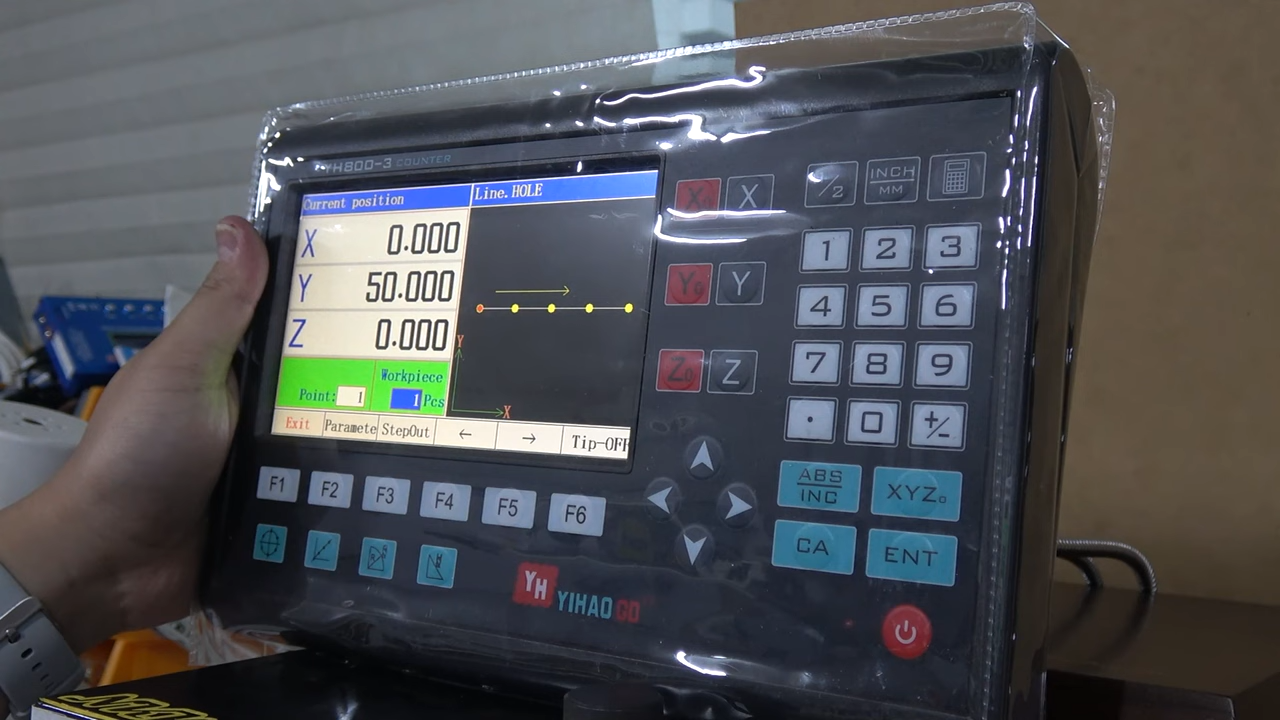 YH800-3 COUNTER
Current position
Line.HOLE
X 0.000
Y 50.000
Z 0.000
Y
X
Point: 1
Workpiece
1 Pcs
Exit Paramete StepOut ← → Tip-OFF
F1 F2 F3 F4 F5 F6
YH YIHAO
X₀ X
Y₀ Y
Z₀ Z
1/2
INCH
MM
1 2 3
4 5 6
7 8 9
. 0 +/-
ABS
INC
XYZ₀
CA
ENT